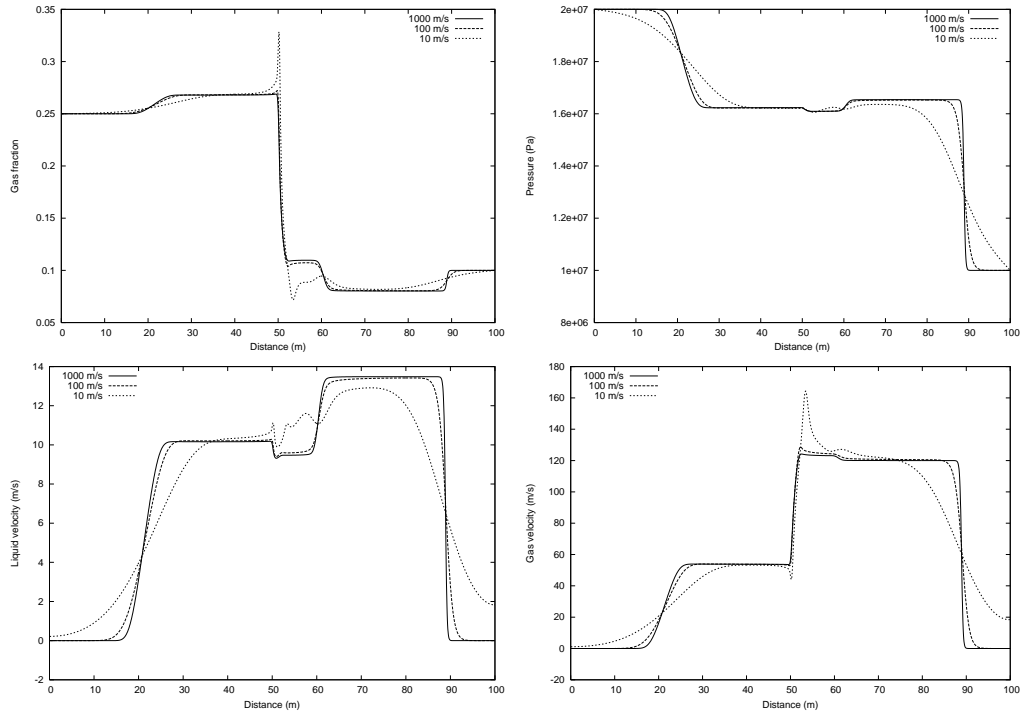 0.35
0.3
0.25
0.2
0.15
0.1
0.05
0 10 20 30 40 50 60 70 80 90 100
Gas fraction
Distance (m)
1000 m/s
100 m/s
10 m/s
2e+07
1.8e+07
1.6e+07
1.4e+07
1.2e+07
1e+07
8e+06
0 10 20 30 40 50 60 70 80 90 100
Pressure (Pa)
Distance (m)
1000 m/s
100 m/s
10 m/s
14
12
10
8
6
4
2
0
-2
0 10 20 30 40 50 60 70 80 90 100
Liquid velocity (m/s)
Distance (m)
1000 m/s
100 m/s
10 m/s
180
160
140
120
100
80
60
40
20
0
-20
0 10 20 30 40 50 60 70 80 90 100
Gas velocity (m/s)
Distance (m)
1000 m/s
100 m/s
10 m/s